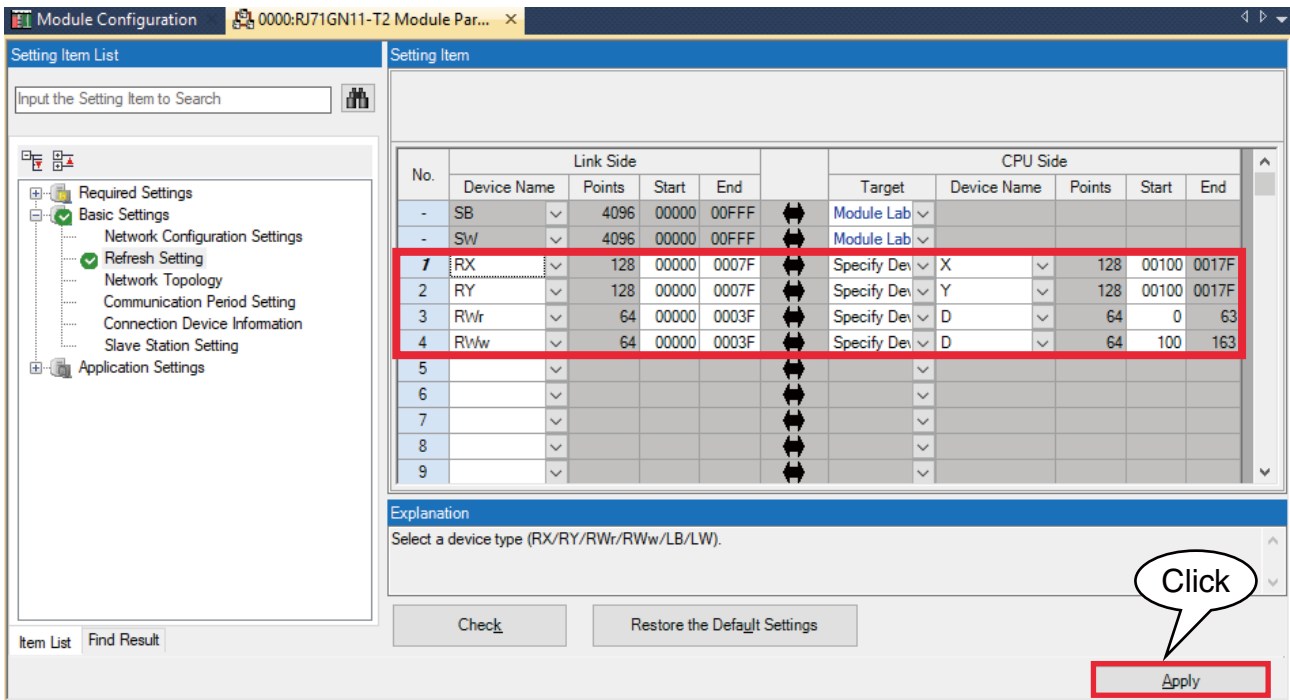 Module Configuration
0000:RJ71GN11-T2 Module Par... ×
Setting Item List
Input the Setting Item to Search
Required Settings
Basic Settings
Network Configuration Settings
Refresh Setting
Network Topology
Communication Period Setting
Connection Device Information
Slave Station Setting
Application Settings
Item List Find Result
Setting Item
No. Link Side CPU Side
Device Name Points Start End Target Device Name Points Start End
- SB 4096 00000 00FFF Module Lab
- SW 4096 00000 00FFF Module Lab
1 RX 128 00000 0007F Specify Dev X 128 00100 0017F
2 RY 128 00000 0007F Specify Dev Y 128 00100 0017F
3 RWr 64 00000 0003F Specify Dev D 64 0 63
4 RWw 64 00000 0003F Specify Dev D 64 100 163
5
6
7
8
9
Explanation
Select a device type (RX/RY/RWr/RWw/LB/LW).
Click
Check Restore the Default Settings
Apply